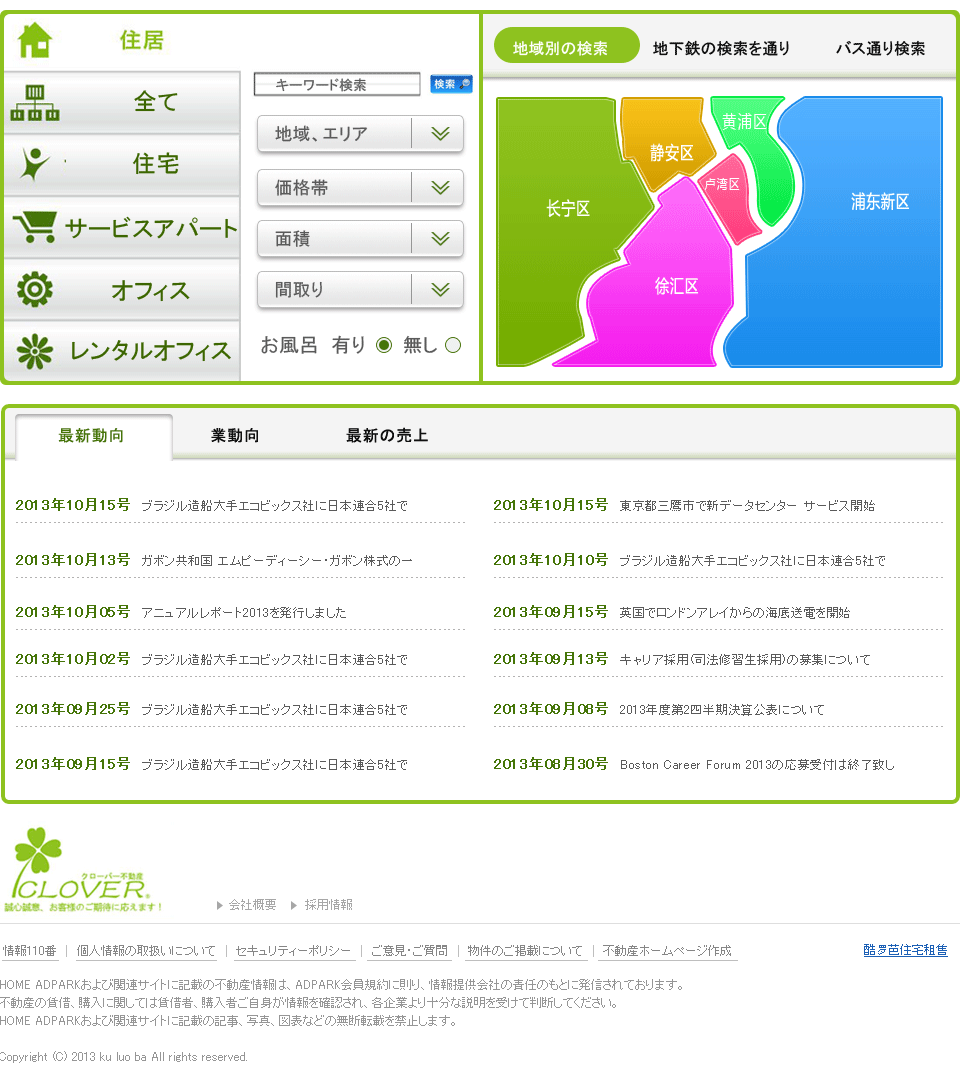 住居
全て
住宅
サービスアパート
オフィス
レンタルオフィス
キーワード検索
検索
地域、エリア
価格帯
面積
間取り
お風呂 有り 無し
地域別の検索 地下鉄の検索を通り バス通り検索
长宁区
静安区
黄浦区
卢湾区
徐汇区
浦东新区
最新動向 業動向 最新の売上
2013年10月15号 ブラジル造船大手エコビックス社に日本連合5社で
2013年10月13号 ガボン共和国 エムピーディーシー・ガボン株式の一
2013年10月05号 アニュアルレポート2013を発行しました
2013年10月02号 ブラジル造船大手エコビックス社に日本連合5社で
2013年09月25号 ブラジル造船大手エコビックス社に日本連合5社で
2013年09月15号 ブラジル造船大手エコビックス社に日本連合5社で
2013年10月15号 東京都三鷹市で新データセンター サービス開始
2013年10月10号 ブラジル造船大手エコビックス社に日本連合5社で
2013年09月15号 英国でロンドンアレイからの海底送電を開始
2013年09月13号 キャリア採用(司法修習生採用)の募集について
2013年09月08号 2013年度第2四半期決算公表について
2013年08月30号 Boston Career Forum 2013の応募受付は終了致し
クローバー不動産
CLOVER.
誠心誠意、お客様のご期待に応えます！
会社概要 採用情報
情報110番 | 個人情報の取扱いについて | セキュリティーポリシー | ご意見・ご質問 | 物件のご掲載について | 不動産ホームページ作成
酷罗芭住宅租售
HOME ADPARKおよび関連サイトに記載の不動産情報は、ADPARK会員規約に則り、情報提供会社の責任のもとに発信されております。
不動産の賃借、購入に関しては賃借者、購入者ご自身が情報を確認され、各企業より十分な説明を受けて判断してください。
HOME ADPARKおよび関連サイトに記載の記事、写真、図表などの無断転載を禁止します。
Copyright (C) 2013 ku luo ba All rights reserved.